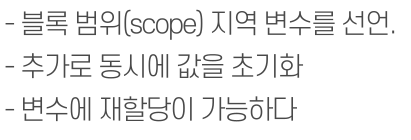 - 블록 범위(scope) 지역 변수를 선언.
- 추가로 동시에 값을 초기화
- 변수에 재할당이 가능하다